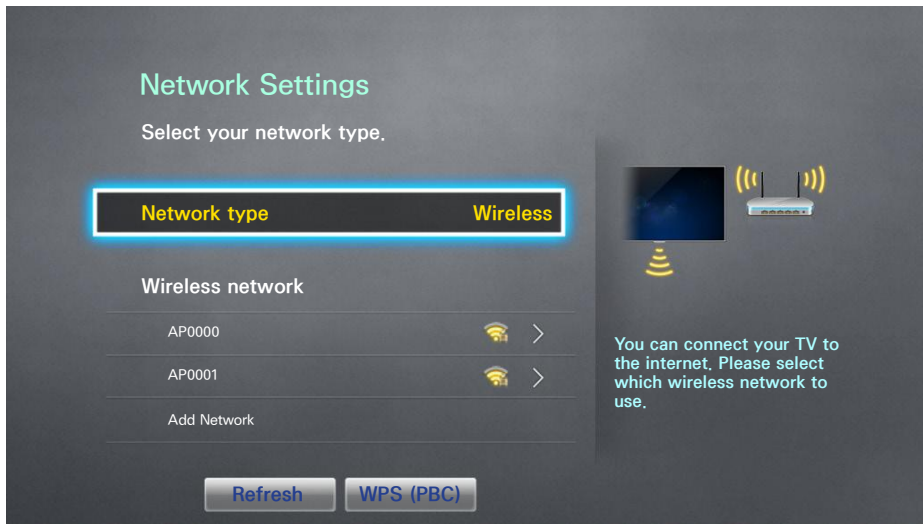 Network Settings
Select your network type.
Network type Wireless
Wireless network
AP0000
AP0001
Add Network
Refresh WPS (PBC)
You can connect your TV to
the internet. Please select
which wireless network to
use.